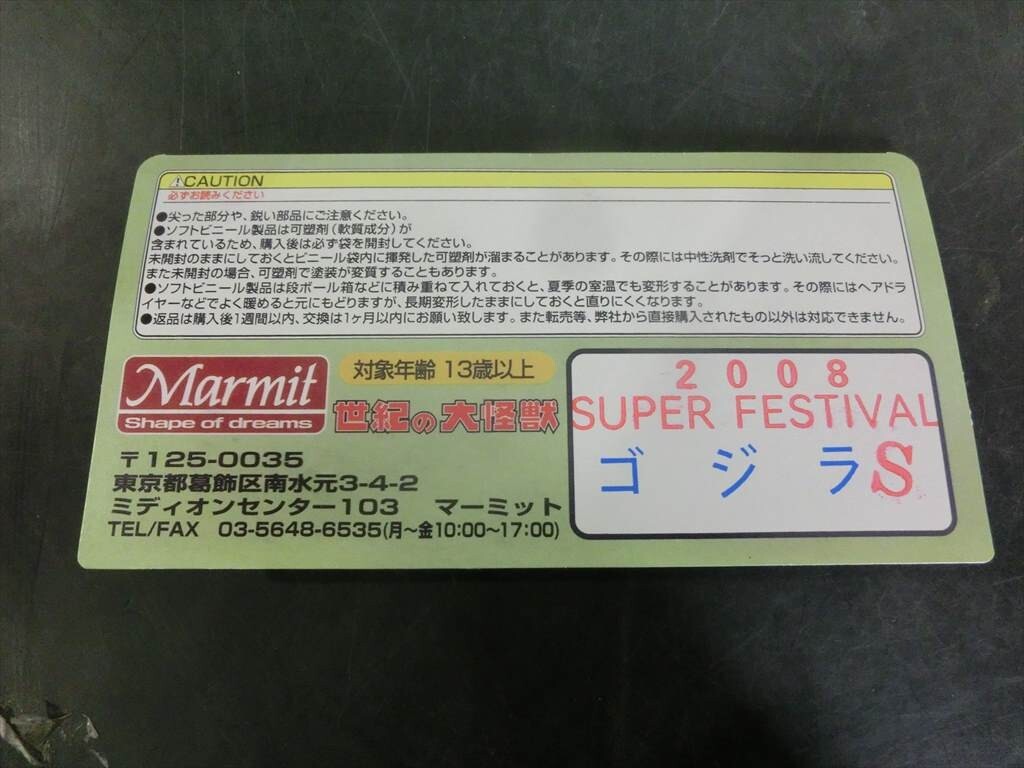 ⚠CAUTION
必ずお読みください
●尖った部分や、鋭い部品にご注意ください。
●ソフトビニール製品は可塑剤(軟質成分)が
含まれているため、購入後は必ず袋を開封してください。
未開封のままにしておくとビニール袋内に揮発した可塑剤が溜まることがあります。その際には中性洗剤でそっと洗い流してください。
また未開封の場合、可塑剤で塗装が変質することもあります。
●ソフトビニール製品は段ボール箱などに積み重ねて入れておくと、夏季の室温でも変形することがあります。その際にはヘアドラ
イヤーなどでよく暖めると元にもどりますが、長期変形したままにしておくと直りにくくなります。
●返品は購入後1週間以内、交換は1ヶ月以内にお願い致します。また転売等、弊社から直接購入されたもの以外は対応できません。
Marmit
Shape of dreams
対象年齢 13歳以上
世紀の大怪獣
〒125-0035
東京都葛飾区南水元3-4-2
ミディオンセンター103 マーミット
TEL/FAX 03-5648-6535(月〜金10:00〜17:00)
2008
SUPER FESTIVAL
ゴジラS